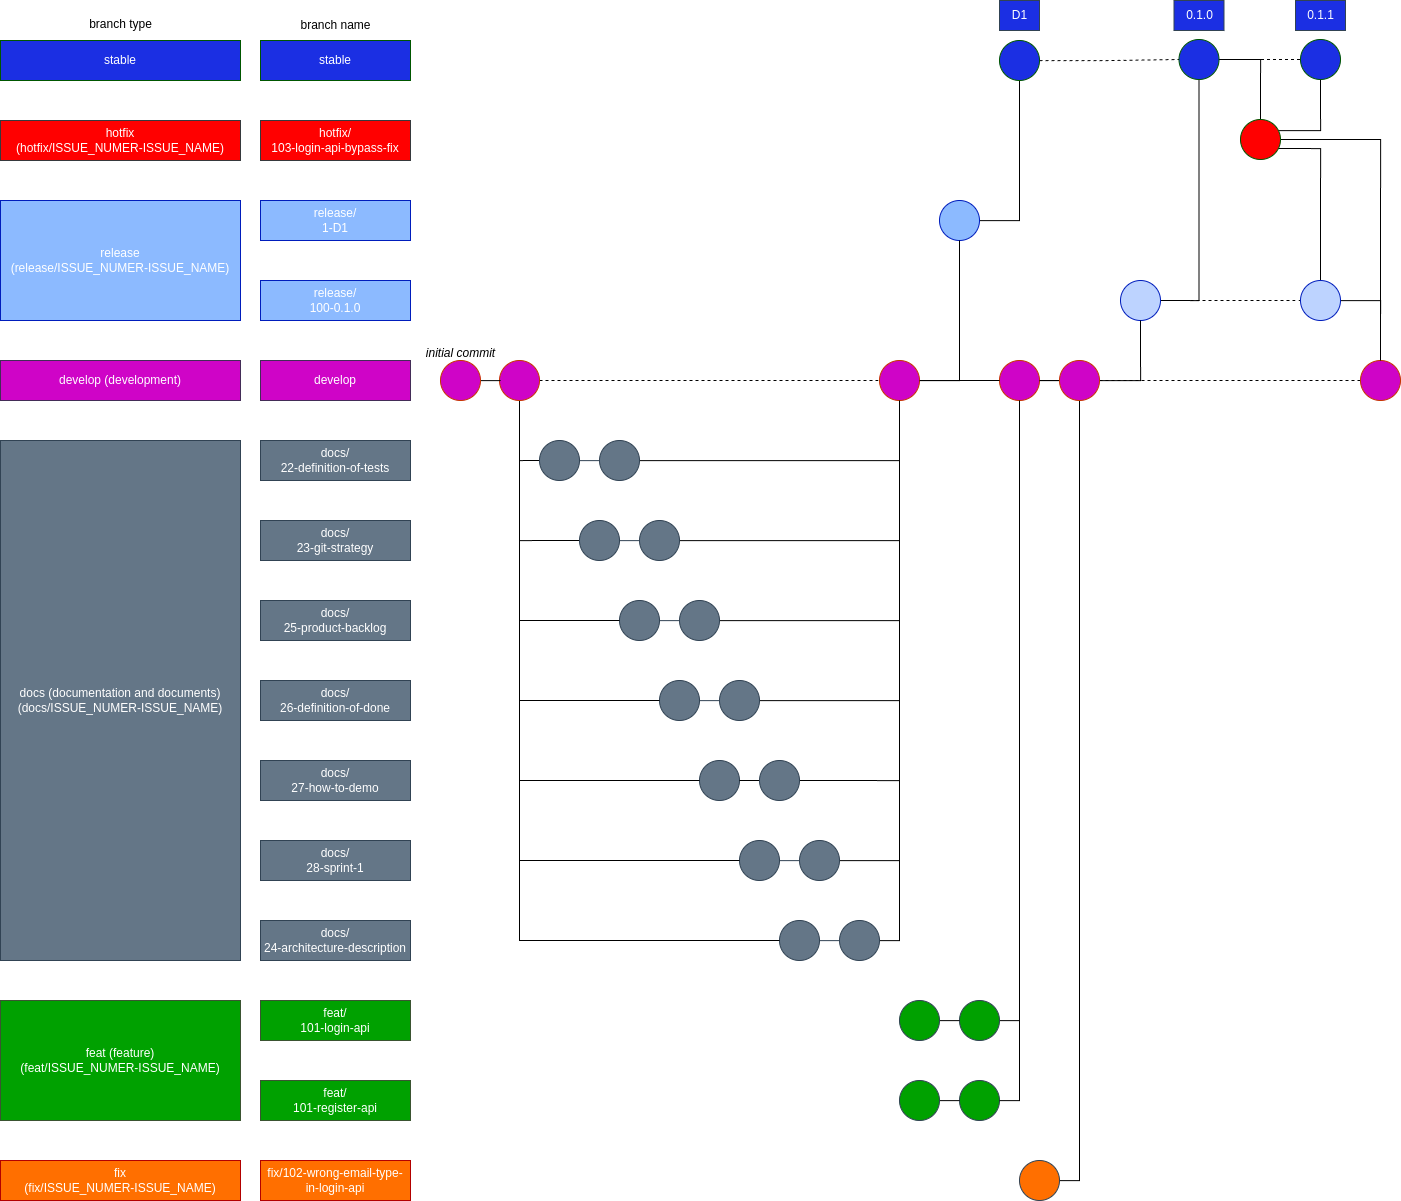 branch type
branch name
D1
0.1.0
0.1.1
stable
stable
hotfix
(hotfix/ISSUE_NUMER-ISSUE_NAME)
hotfix/
103-login-api-bypass-fix
release
(release/ISSUE_NUMER-ISSUE_NAME)
release/
1-D1
release/
100-0.1.0
initial commit
develop (development)
develop
docs (documentation and documents)
(docs/ISSUE_NUMER-ISSUE_NAME)
docs/
22-definition-of-tests
docs/
23-git-strategy
docs/
25-product-backlog
docs/
26-definition-of-done
docs/
27-how-to-demo
docs/
28-sprint-1
docs/
24-architecture-description
feat (feature)
(feat/ISSUE_NUMER-ISSUE_NAME)
feat/
101-login-api
feat/
101-register-api
fix
(fix/ISSUE_NUMER-ISSUE_NAME)
fix/102-wrong-email-type-
in-login-api